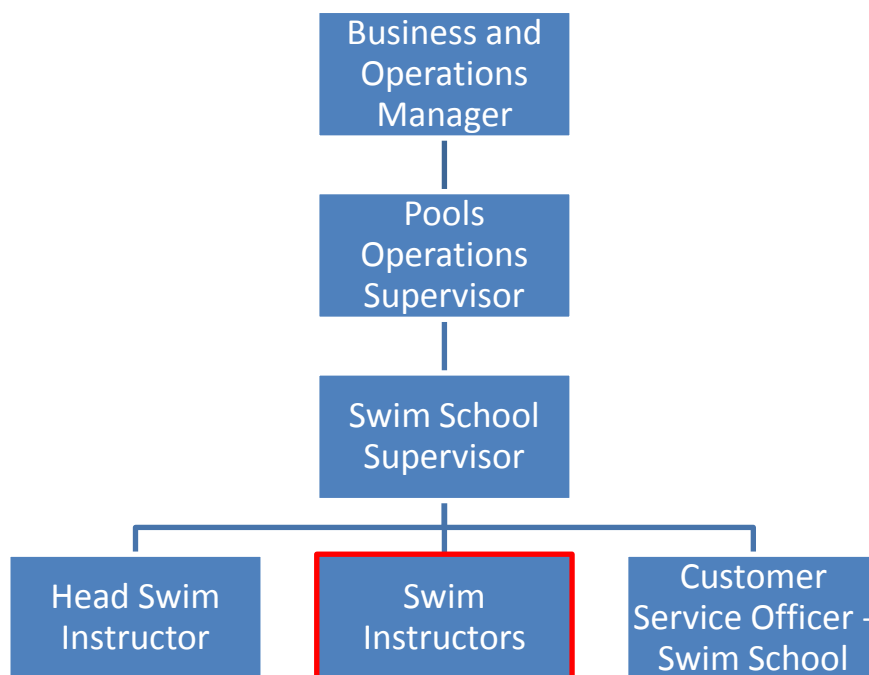 Business and
Operations
Manager
Pools
Operations
Supervisor
Swim School
Supervisor
Head Swim
Instructor
Swim
Instructors
Customer
Service Officer -
Swim School